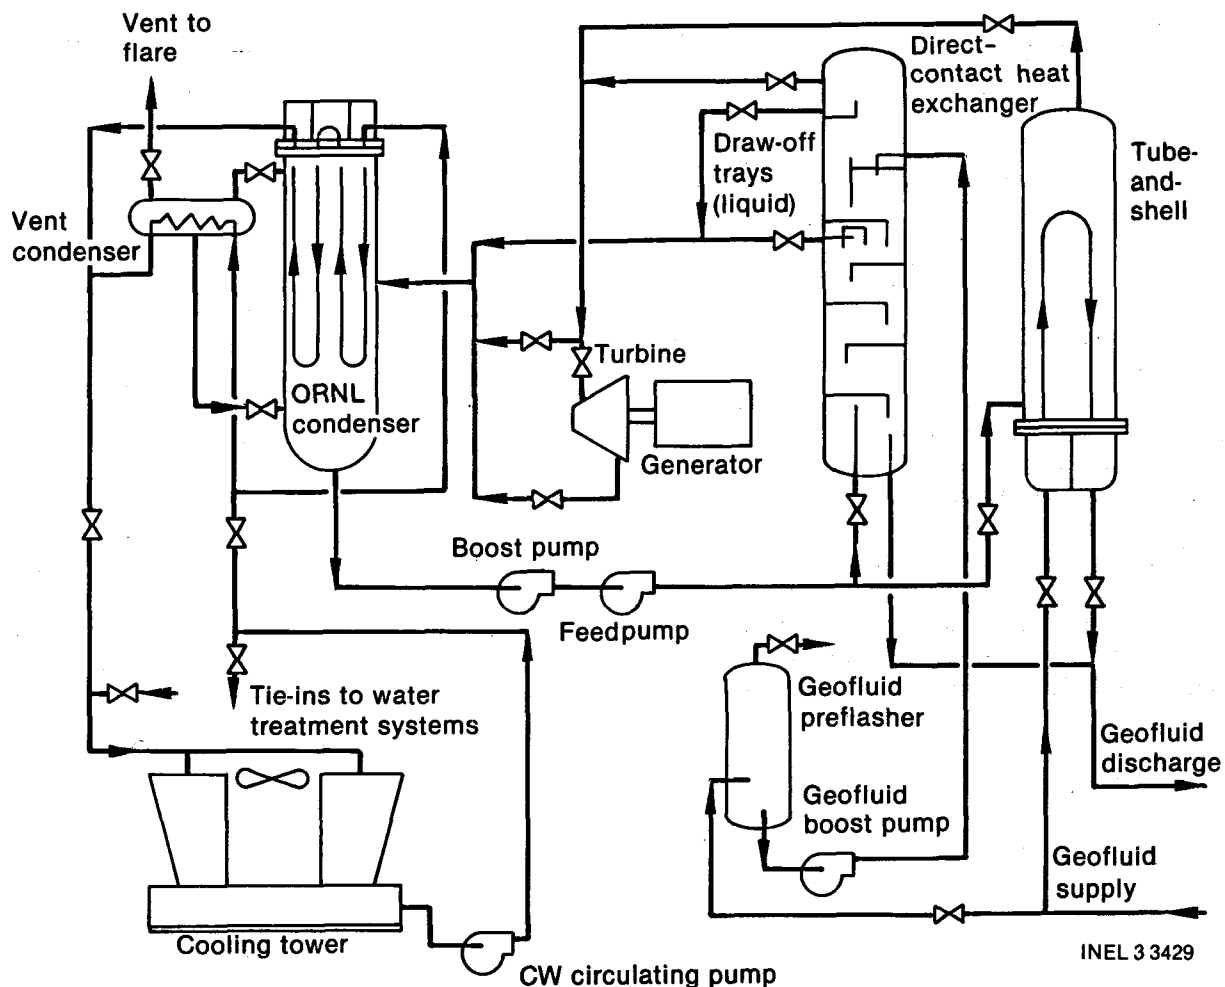 Vent to
flare
Direct-
contact heat
exchanger
Draw-off
trays
(liquid)
Tube-
and-
shell
Vent
condenser
Turbine
ORNL
condenser
Generator
Boost pump
Feedpump
Tie-ins to water
treatment systems
Geofluid
preflasher
Geofluid
discharge
Geofluid
boost pump
Geofluid
supply
Cooling tower
CW circulating pump
INEL 3 3429